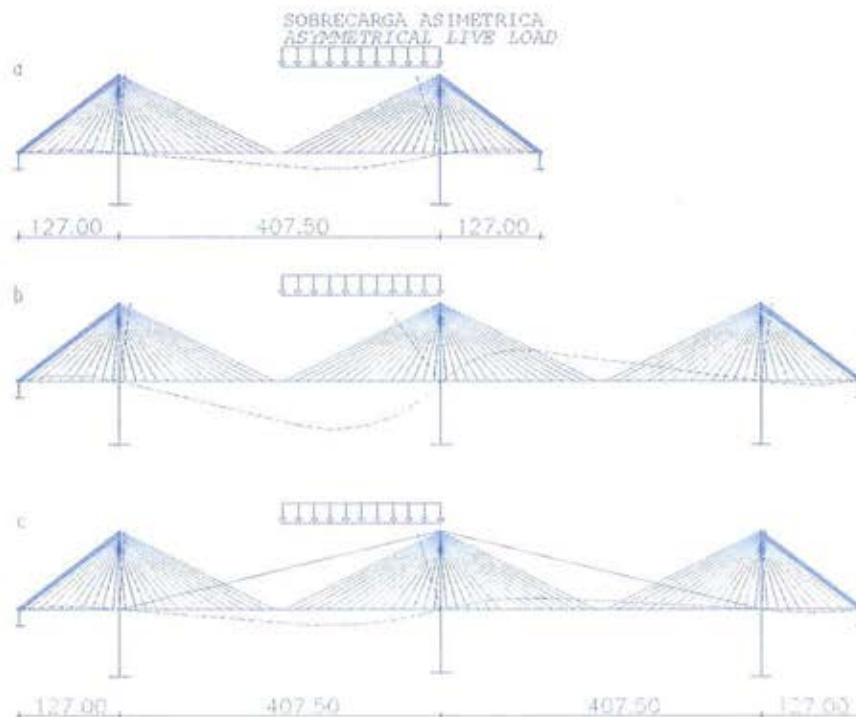 SOBRECARGA ASIMETRICA
ASYMMETRICAL LIVE LOAD
a
127.00 407.50 127.00
b
c
127.00 407.50 407.50 127.00